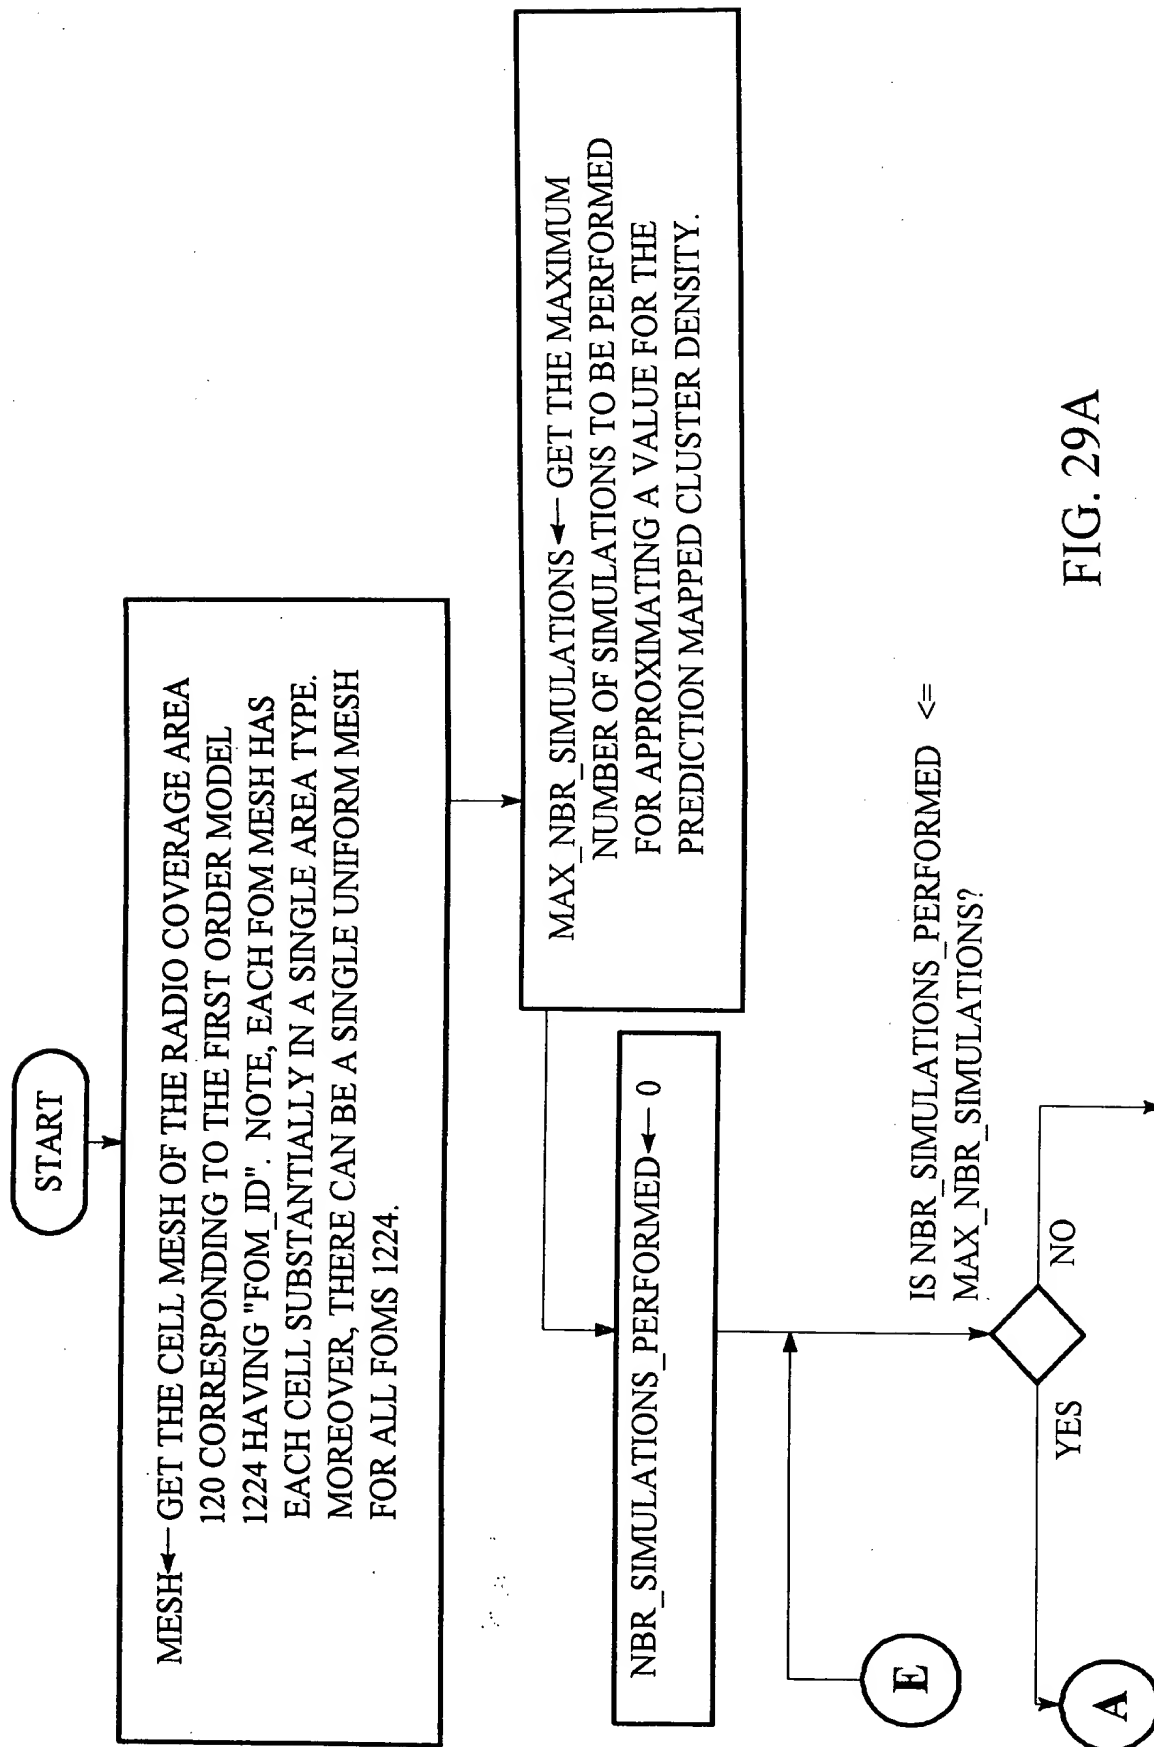 START
MESH ← GET THE CELL MESH OF THE RADIO COVERAGE AREA
120 CORRESPONDING TO THE FIRST ORDER MODEL
1224 HAVING "FOM_ID". NOTE, EACH FOM MESH HAS
EACH CELL SUBSTANTIALLY IN A SINGLE AREA TYPE.
MOREOVER, THERE CAN BE A SINGLE UNIFORM MESH
FOR ALL FOMS 1224.
MAX_NBR_SIMULATIONS ← GET THE MAXIMUM
NUMBER OF SIMULATIONS TO BE PERFORMED
FOR APPROXIMATING A VALUE FOR THE
PREDICTION MAPPED CLUSTER DENSITY.
NBR_SIMULATIONS_PERFORMED ← 0
E
IS NBR_SIMULATIONS_PERFORMED <=
MAX_NBR_SIMULATIONS?
YES
NO
A
FIG. 29A